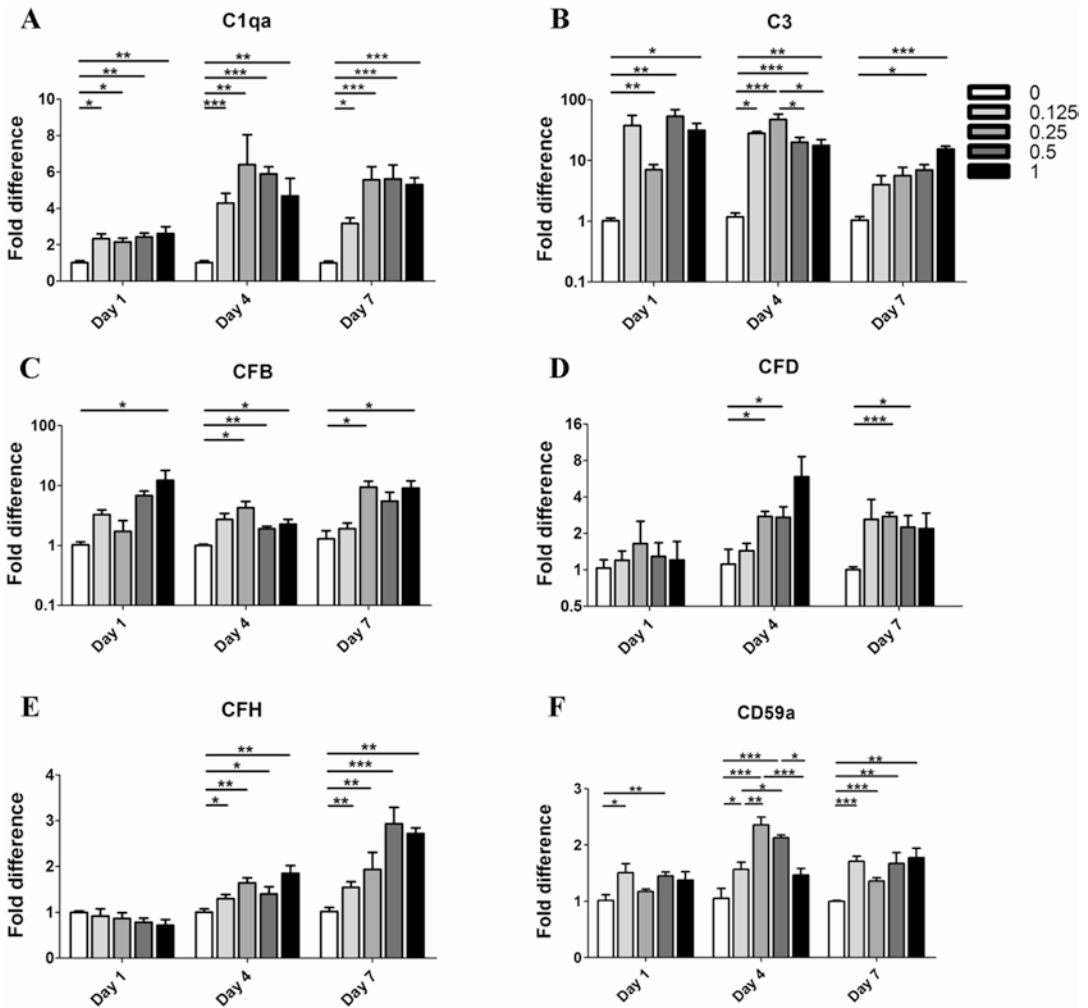 A
C1qa
** ** ***
** *** ***
* ** ***
* *** *
10
8
6
4
2
0
Fold difference
Day 1 Day 4 Day 7
B
C3
* ** ***
** *** *
** *** *
* *
100
10
1
0.1
Fold difference
Day 1 Day 4 Day 7
0
0.125
0.25
0.5
1
C
CFB
* * *
** *
*
100
10
1
0.1
Fold difference
Day 1 Day 4 Day 7
D
CFD
* *
* ***
16
8
4
2
1
0.5
Fold difference
Day 1 Day 4 Day 7
E
CFH
** **
* ***
** **
* **
4
3
2
1
0
Fold difference
Day 1 Day 4 Day 7
F
CD59a
*** * **
*** *** **
** * ***
* * ** ***
3
2
1
0
Fold difference
Day 1 Day 4 Day 7